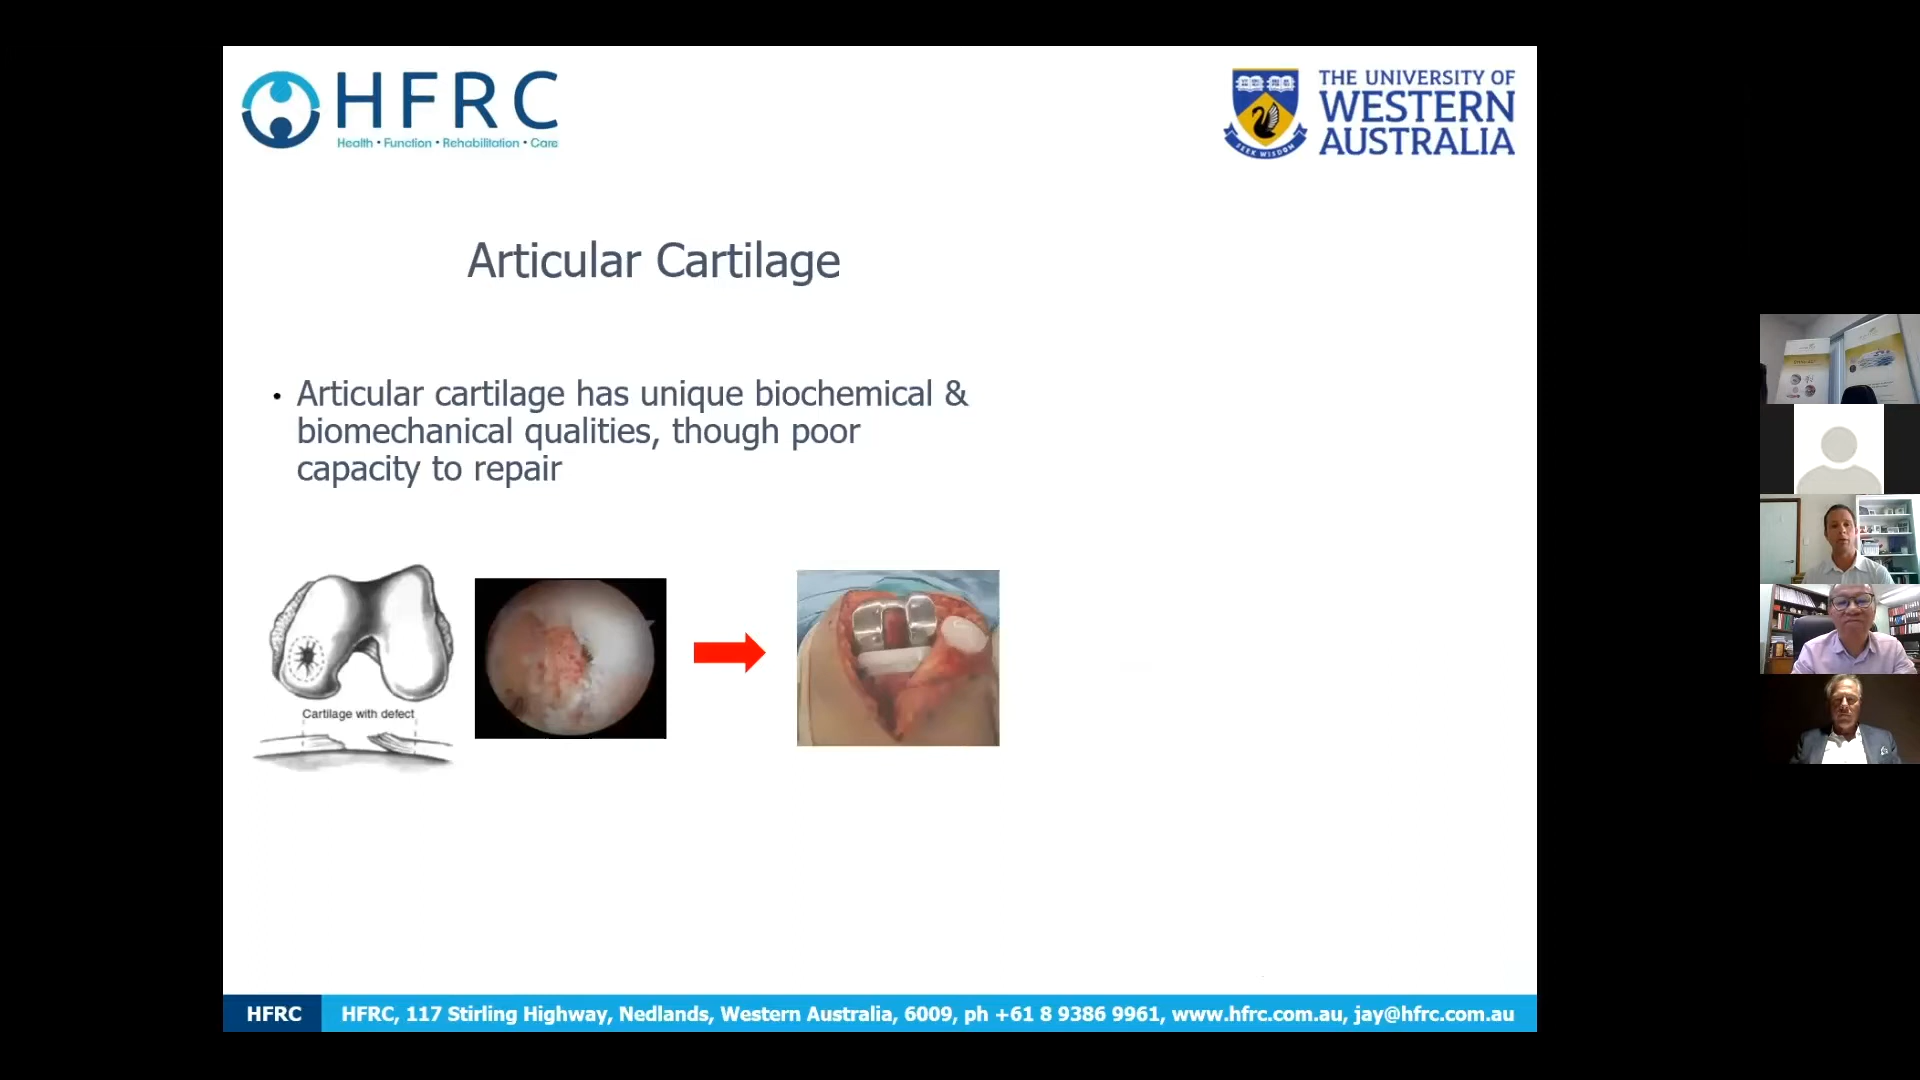 HFRC
Health • Function • Rehabilitation • Care
THE UNIVERSITY OF
WESTERN
AUSTRALIA
SEEK WISDOM
Articular Cartilage
• Articular cartilage has unique biochemical &
biomechanical qualities, though poor
capacity to repair
Cartilage with defect
HFRC
HFRC, 117 Stirling Highway, Nedlands, Western Australia, 6009, ph +61 8 9386 9961, www.hfrc.com.au, jay@hfrc.com.au